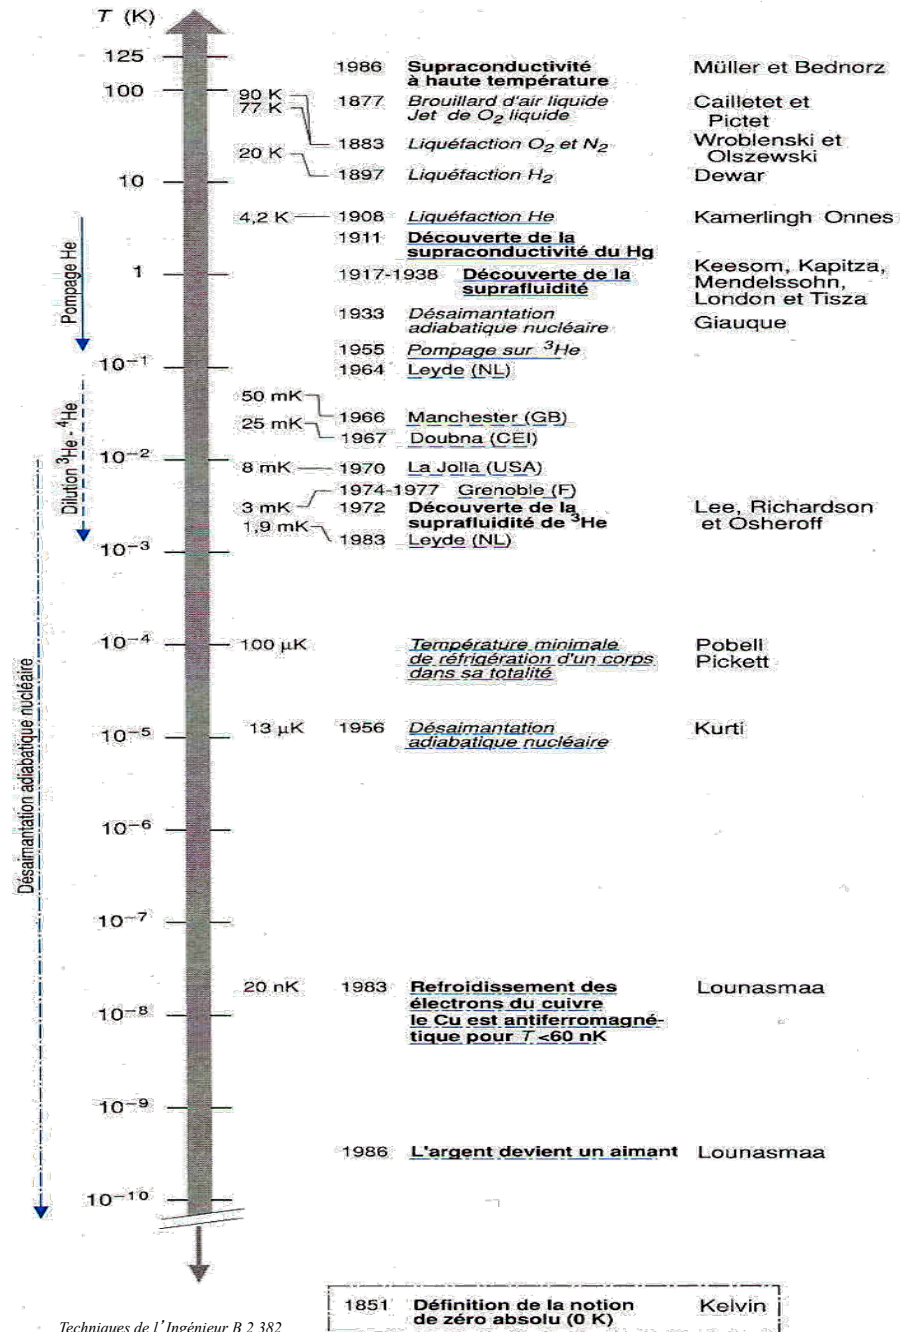 T (K)
125
100
10
1
10⁻¹
10⁻²
10⁻³
10⁻⁴
10⁻⁵
10⁻⁶
10⁻⁷
10⁻⁸
10⁻⁹
10⁻¹⁰
Pompage He
Dilution ³He - ⁴He
Désaimantation adiabatique nucléaire
1986 Supraconductivité Müller et Bednorz
à haute température
90 K
77 K
1877 Brouillard d'air liquide Cailletet et
Jet de O₂ liquide Pictet
1883 Liquéfaction O₂ et N₂ Wroblenski et
Olszewski
20 K 1897 Liquéfaction H₂ Dewar
4,2 K 1908 Liquéfaction He Kamerlingh Onnes
1911 Découverte de la
supraconductivité du Hg
1917-1938 Découverte de la Keesom, Kapitza,
suprafluidité Mendelssohn,
London et Tisza
1933 Désaimantation Giauque
adiabatique nucléaire
1955 Pompage sur ³He
1964 Leyde (NL)
50 mK 1966 Manchester (GB)
25 mK 1967 Doubna (CEI)
8 mK 1970 La Jolla (USA)
1974-1977 Grenoble (F)
3 mK 1972 Découverte de la Lee, Richardson
suprafluidité de ³He et Osheroff
1,9 mK 1983 Leyde (NL)
100 µK Température minimale Pobell
de réfrigération d'un corps Pickett
dans sa totalité
13 µK 1956 Désaimantation Kurti
adiabatique nucléaire
20 nK 1983 Refroidissement des Lounasmaa
électrons du cuivre
le Cu est antiferromagné-
tique pour T <60 nK
1986 L'argent devient un aimant Lounasmaa
1851 Définition de la notion Kelvin
de zéro absolu (0 K)
Techniques de l'Ingénieur B 2 382